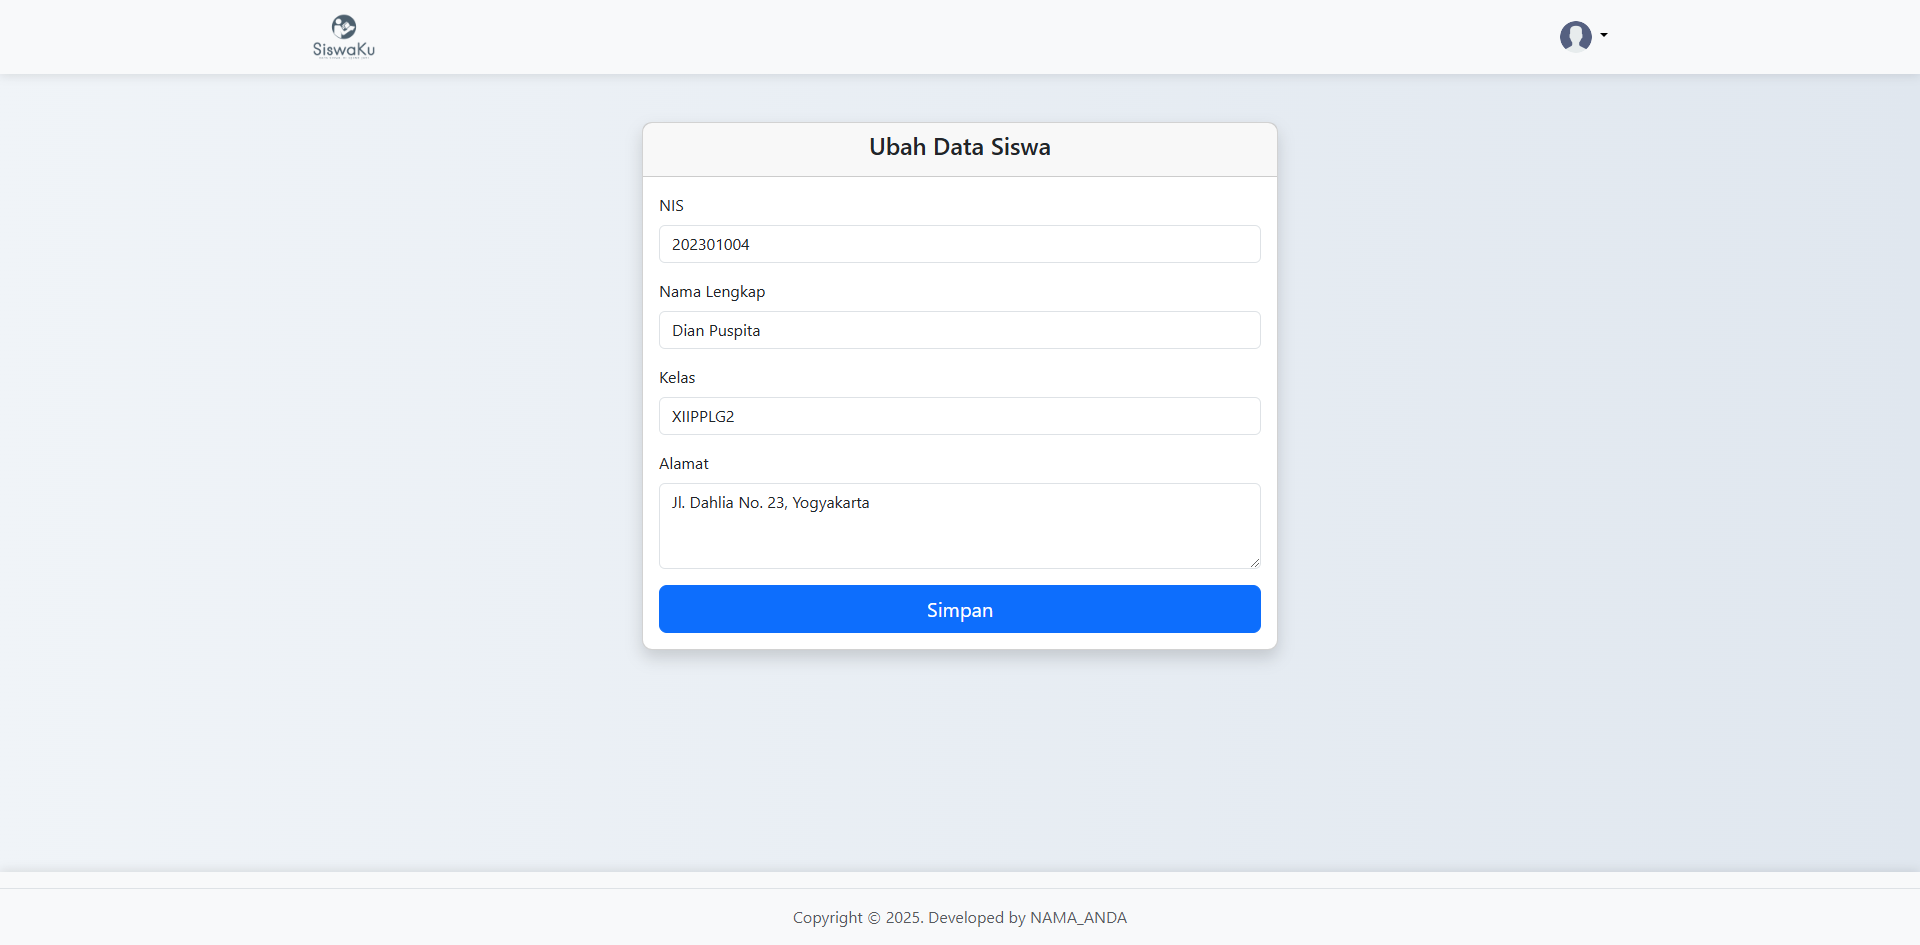 SiswaKu
Ubah Data Siswa
NIS
202301004
Nama Lengkap
Dian Puspita
Kelas
XIIPPLG2
Alamat
Jl. Dahlia No. 23, Yogyakarta
Simpan
Copyright © 2025. Developed by NAMA_ANDA